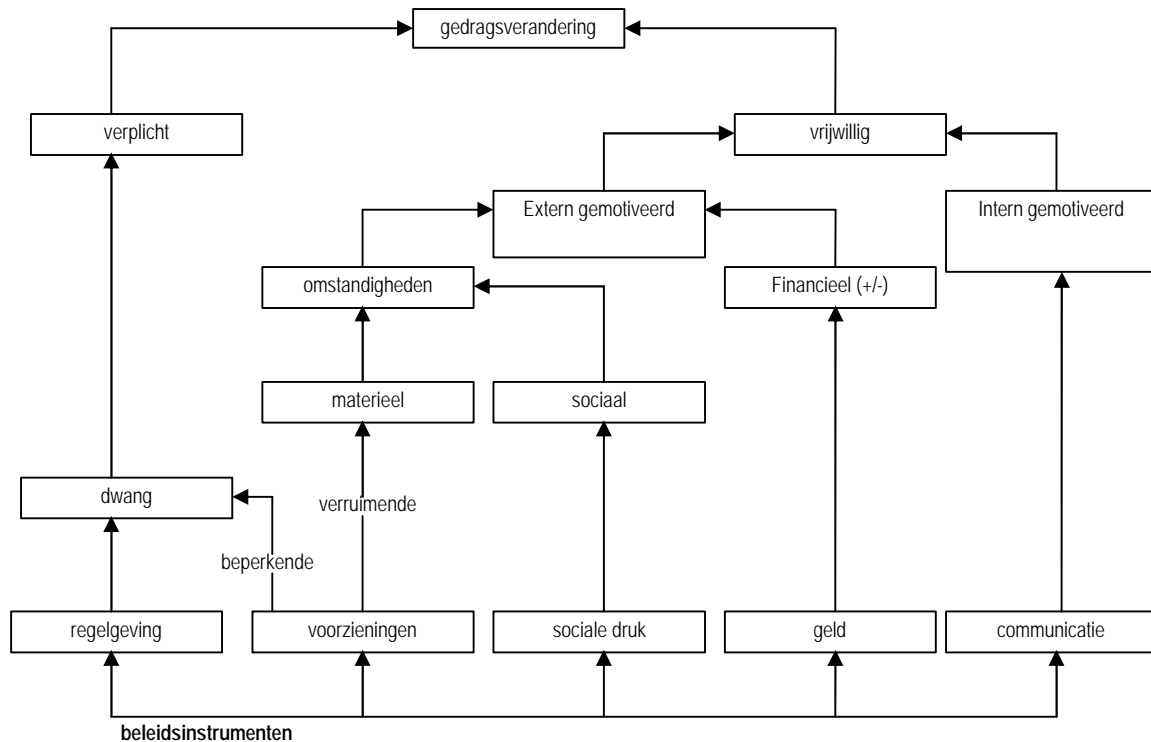 gedragsverandering
verplicht
vrijwillig
Extern gemotiveerd
Intern gemotiveerd
omstandigheden
Financieel (+/-)
materieel
sociaal
dwang
verruimende
beperkende
regelgeving
voorzieningen
sociale druk
geld
communicatie
beleidsinstrumenten